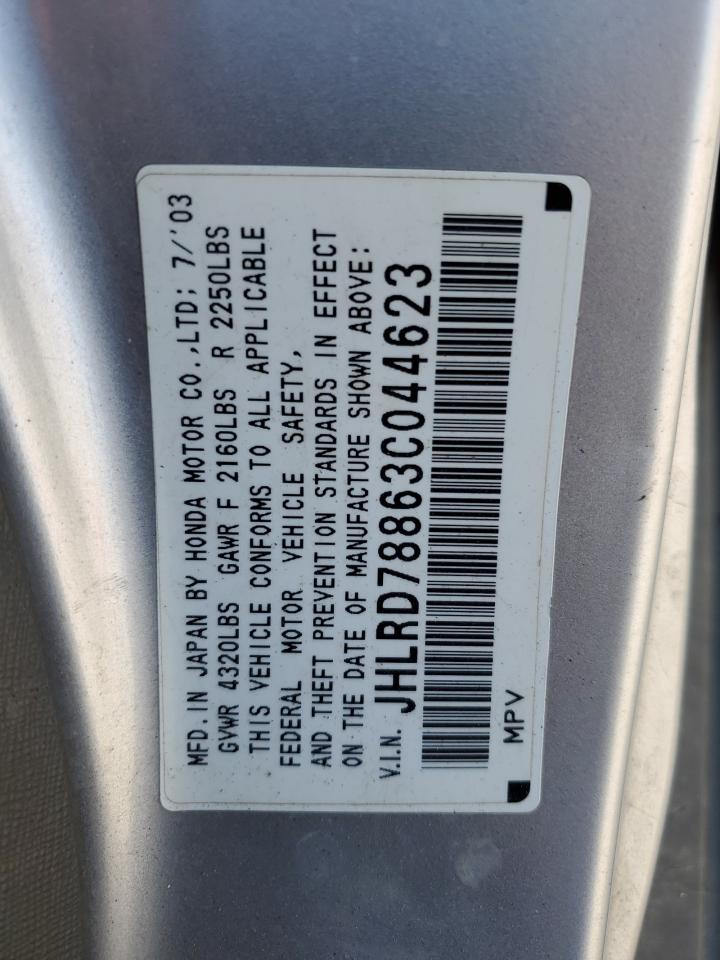 MFD. IN JAPAN BY HONDA MOTOR CO.,LTD; 7/'03
GVWR 4320LBS GAWR F 2160LBS R 2250LBS
THIS VEHICLE CONFORMS TO ALL APPLICABLE
FEDERAL MOTOR VEHICLE SAFETY,
AND THEFT PREVENTION STANDARDS IN EFFECT
ON THE DATE OF MANUFACTURE SHOWN ABOVE:
V.I.N. JHLRD78863C044623
MPV